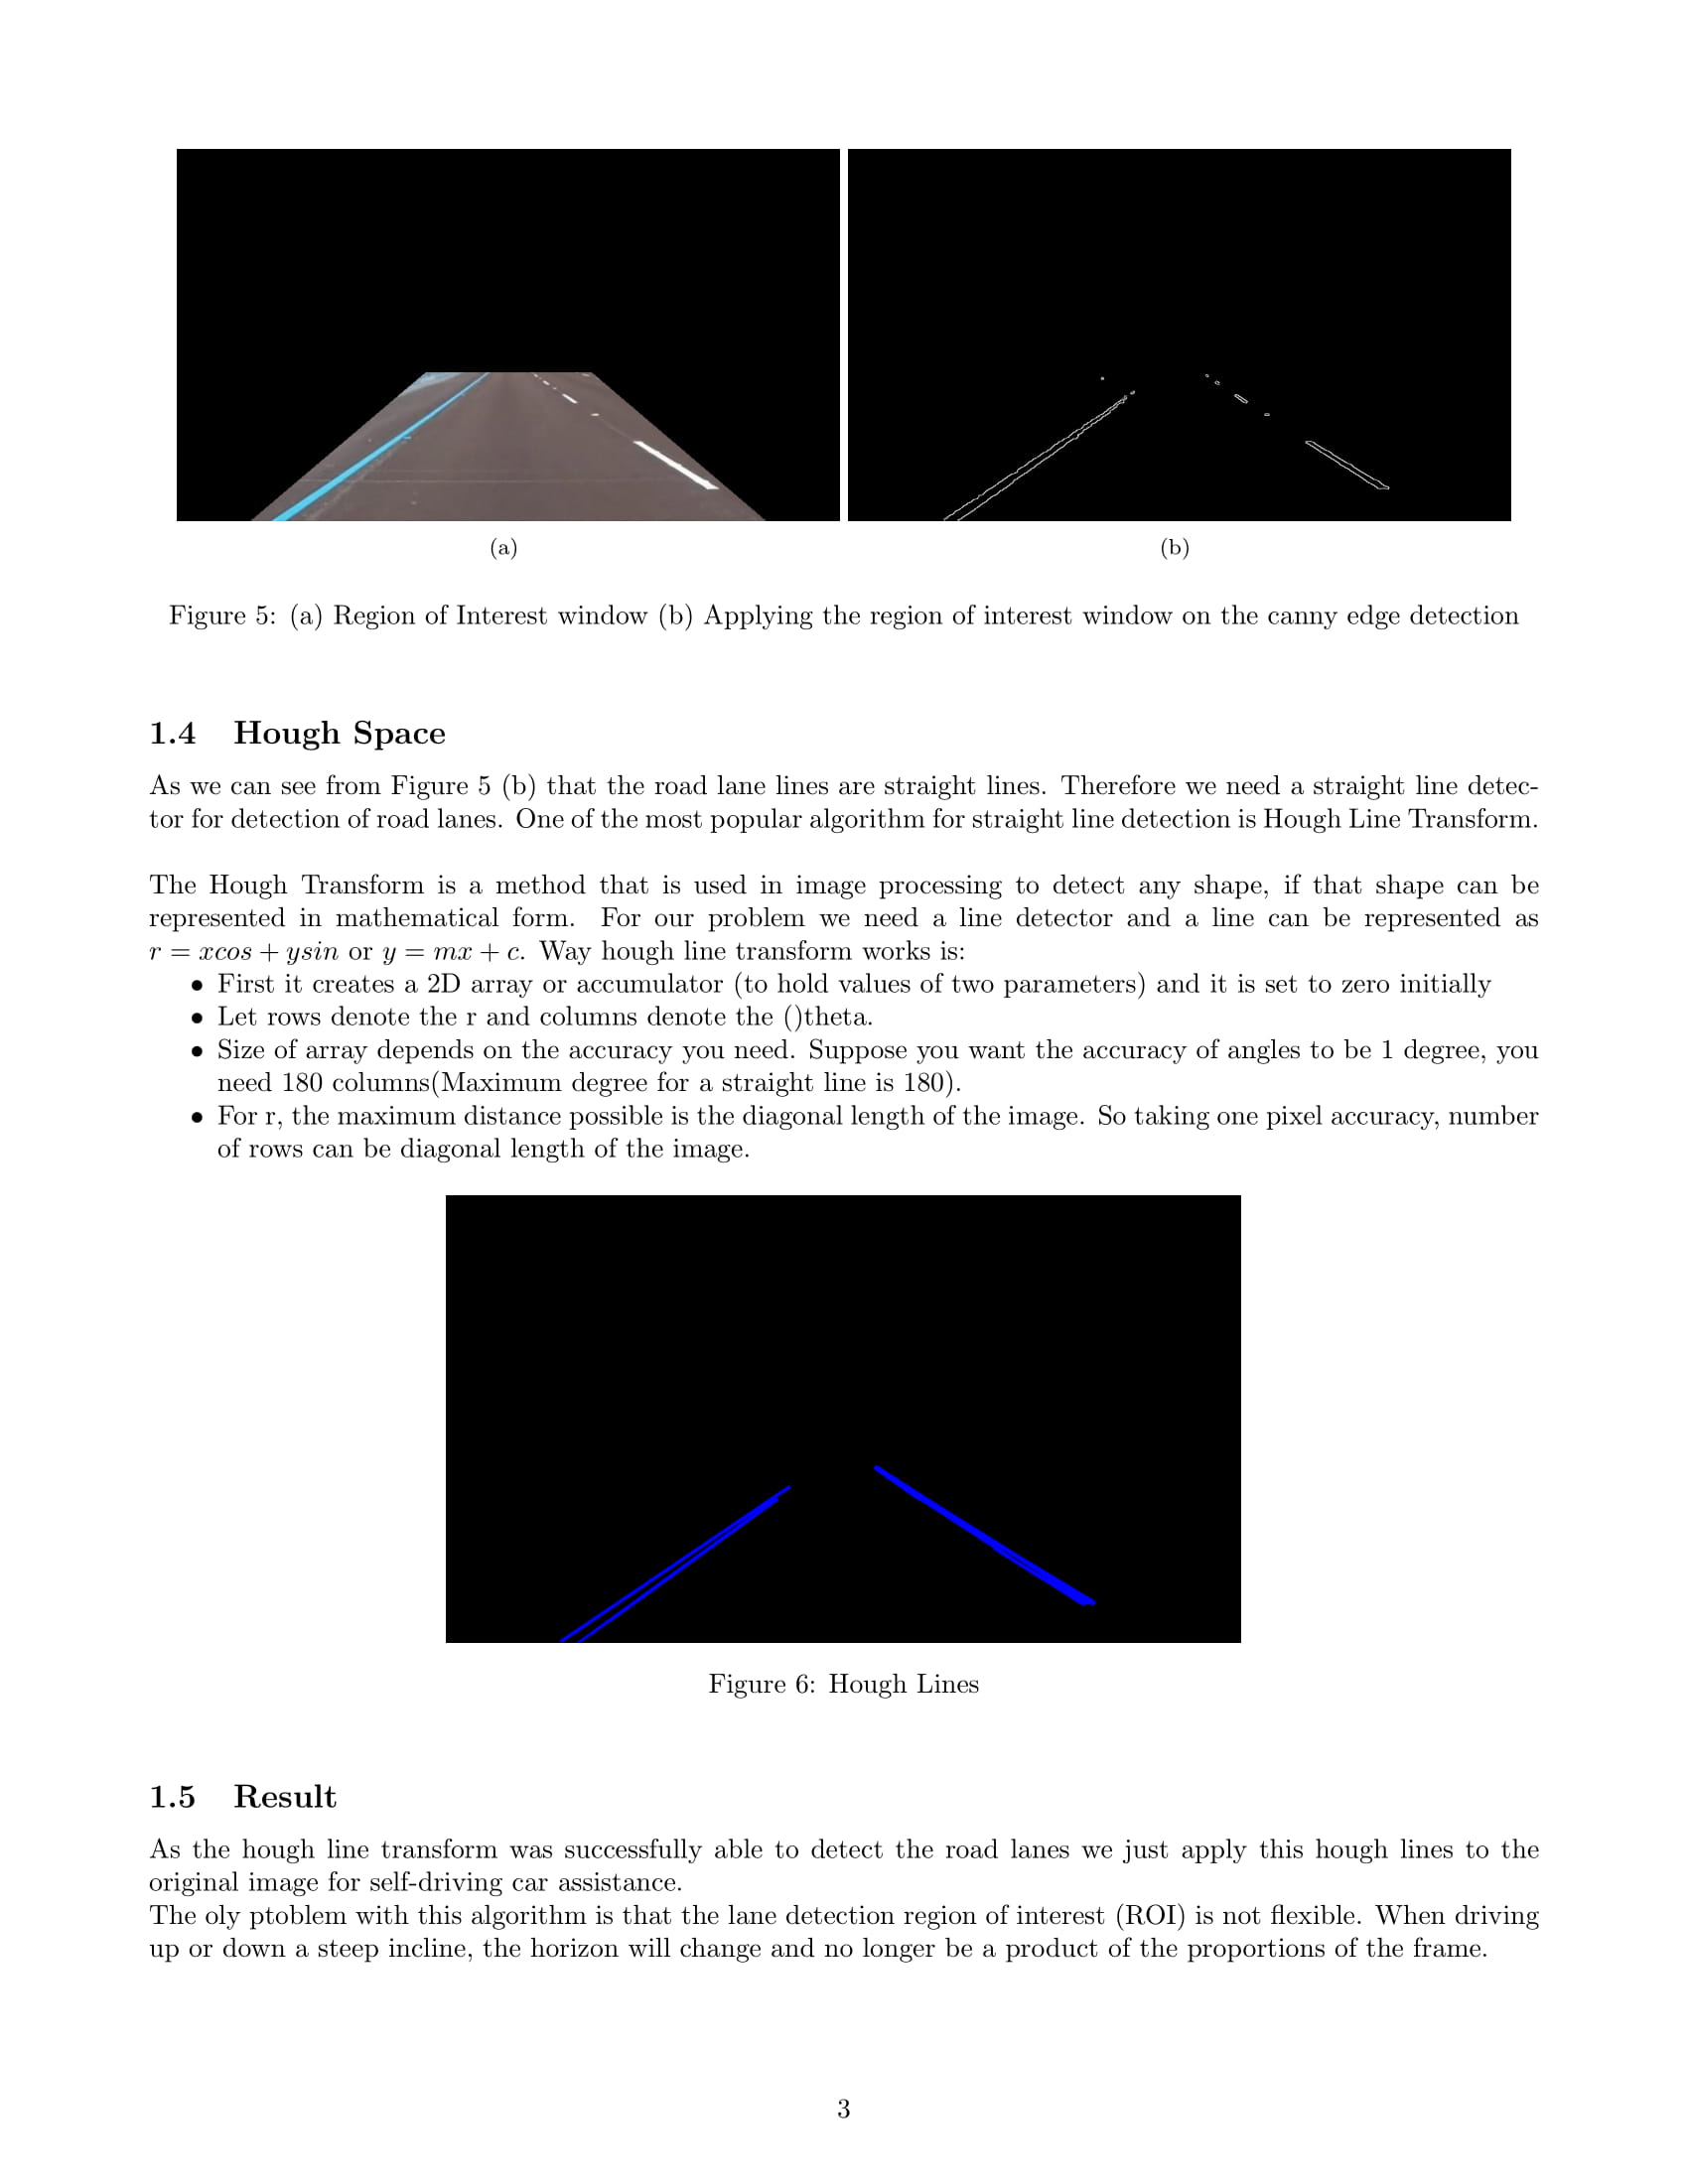 (a)
(b)
Figure 5: (a) Region of Interest window (b) Applying the region of interest window on the canny edge detection
1.4 Hough Space
As we can see from Figure 5 (b) that the road lane lines are straight lines. Therefore we need a straight line detec-
tor for detection of road lanes. One of the most popular algorithm for straight line detection is Hough Line Transform.
The Hough Transform is a method that is used in image processing to detect any shape, if that shape can be
represented in mathematical form. For our problem we need a line detector and a line can be represented as
r = xcos + ysin or y = mx + c. Way hough line transform works is:
• First it creates a 2D array or accumulator (to hold values of two parameters) and it is set to zero initially
• Let rows denote the r and columns denote the ()theta.
• Size of array depends on the accuracy you need. Suppose you want the accuracy of angles to be 1 degree, you
need 180 columns(Maximum degree for a straight line is 180).
• For r, the maximum distance possible is the diagonal length of the image. So taking one pixel accuracy, number
of rows can be diagonal length of the image.
Figure 6: Hough Lines
1.5 Result
As the hough line transform was successfully able to detect the road lanes we just apply this hough lines to the
original image for self-driving car assistance.
The oly ptoblem with this algorithm is that the lane detection region of interest (ROI) is not flexible. When driving
up or down a steep incline, the horizon will change and no longer be a product of the proportions of the frame.
3